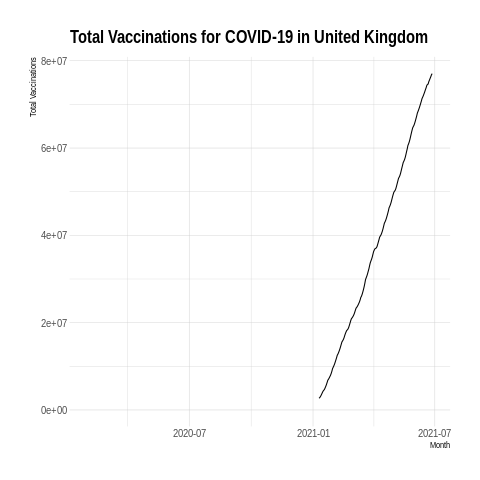 Total Vaccinations for COVID-19 in United Kingdom
Total Vaccinations
8e+07
6e+07
4e+07
2e+07
0e+00
2020-07
2021-01
2021-07
Month